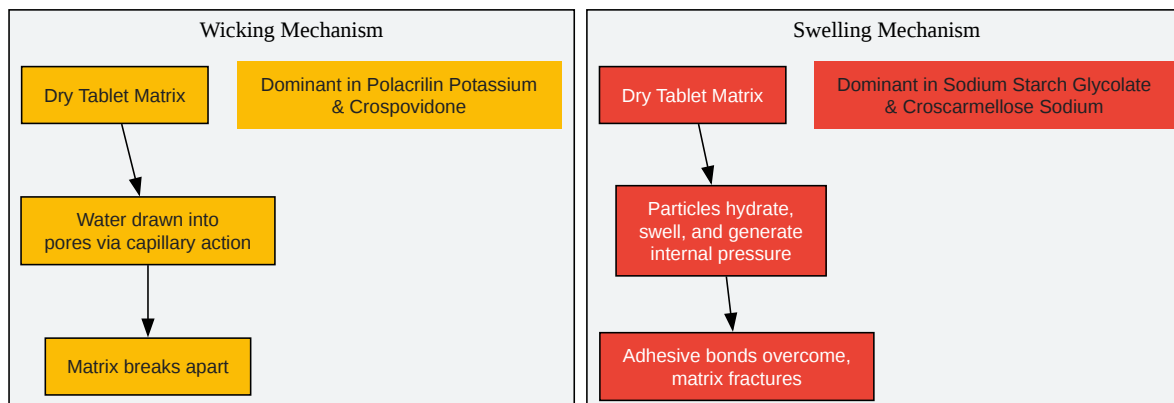 Wicking Mechanism
Dry Tablet Matrix
Dominant in Polacrilin Potassium
& Crospovidone
Water drawn into
pores via capillary action
Matrix breaks apart
Swelling Mechanism
Dry Tablet Matrix
Dominant in Sodium Starch Glycolate
& Croscarmellose Sodium
Particles hydrate,
swell, and generate
internal pressure
Adhesive bonds overcome,
matrix fractures